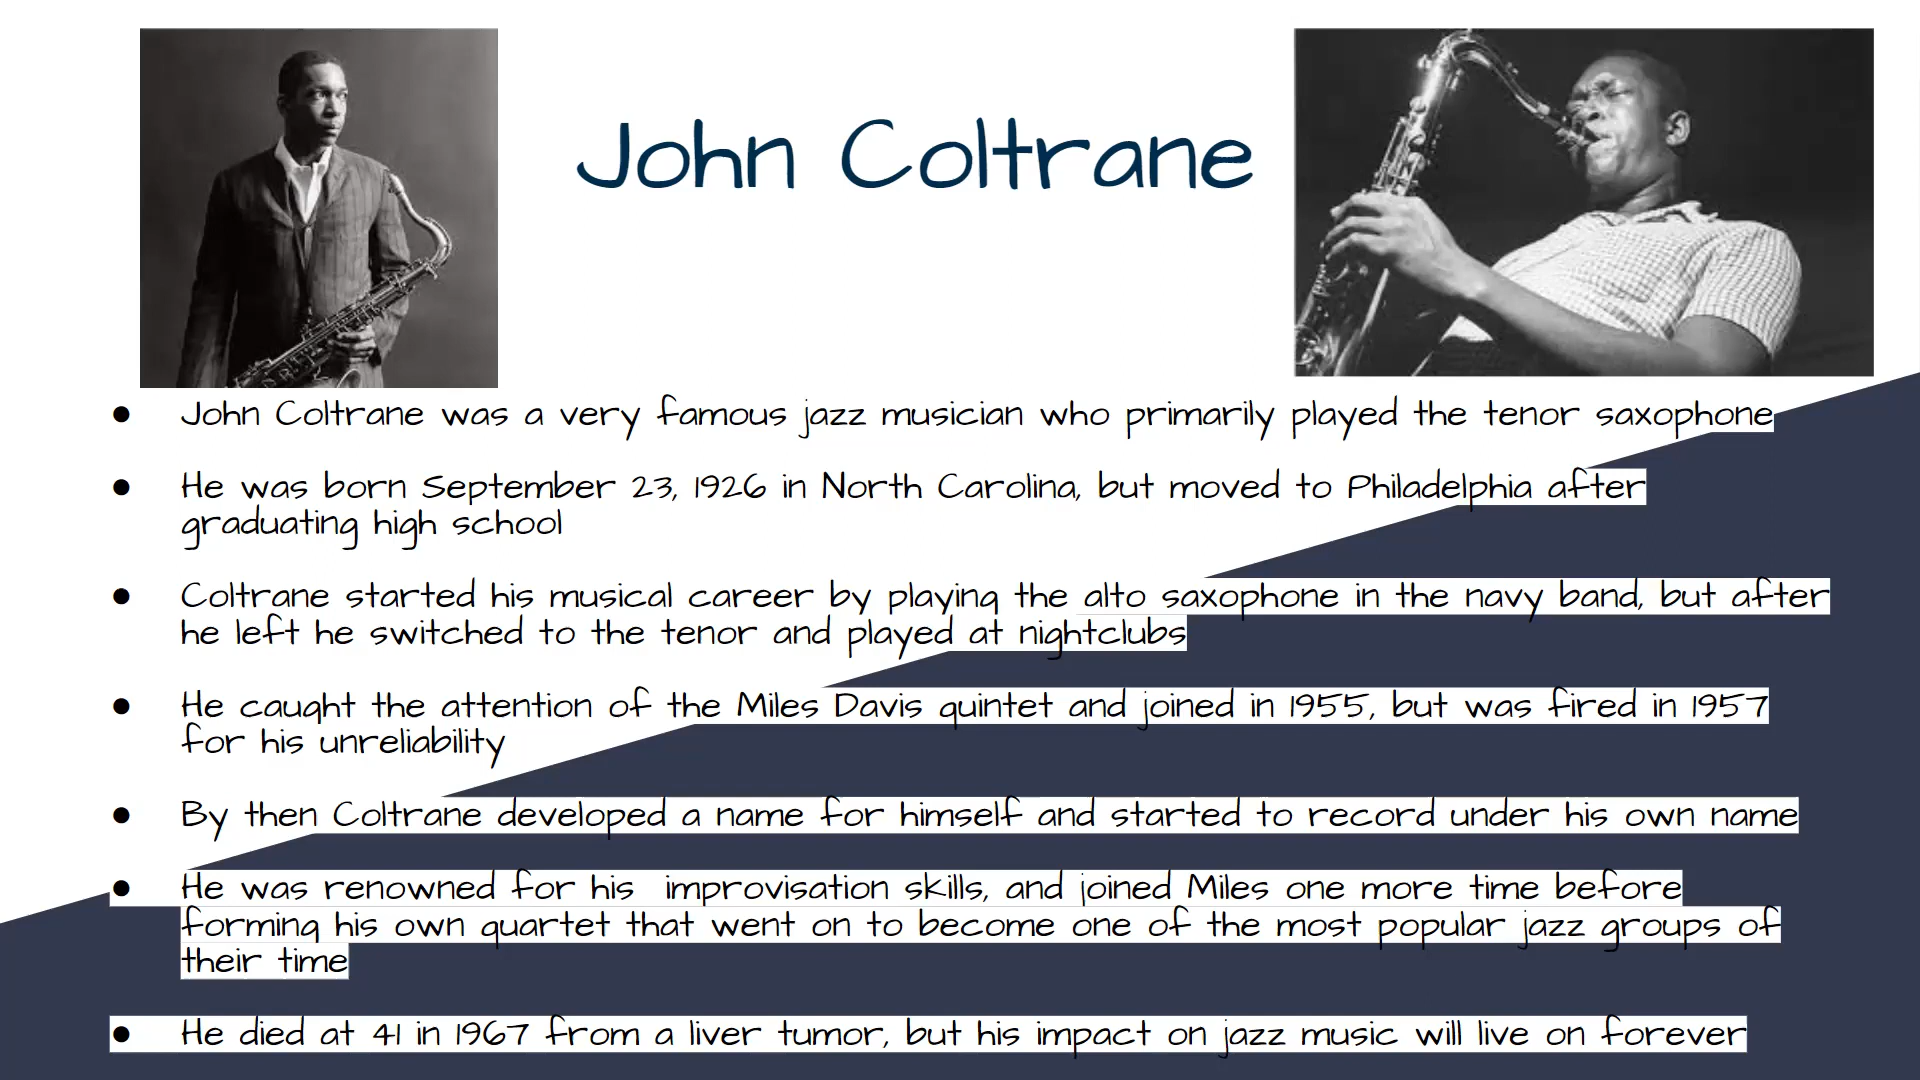 John Coltrane
● John Coltrane was a very famous jazz musician who primarily played the tenor saxophone
● He was born September 23, 1926 in North Carolina, but moved to Philadelphia after
graduating high school
● Coltrane started his musical career by playing the alto saxophone in the navy band, but after
he left he switched to the tenor and played at nightclubs
● He caught the attention of the Miles Davis quintet and joined in 1955, but was fired in 1957
for his unreliability
● By then Coltrane developed a name for himself and started to record under his own name
● He was renowned for his  improvisation skills, and joined Miles one more time before
forming his own quartet that went on to become one of the most popular jazz groups of
their time
● He died at 41 in 1967 from a liver tumor, but his impact on jazz music will live on forever